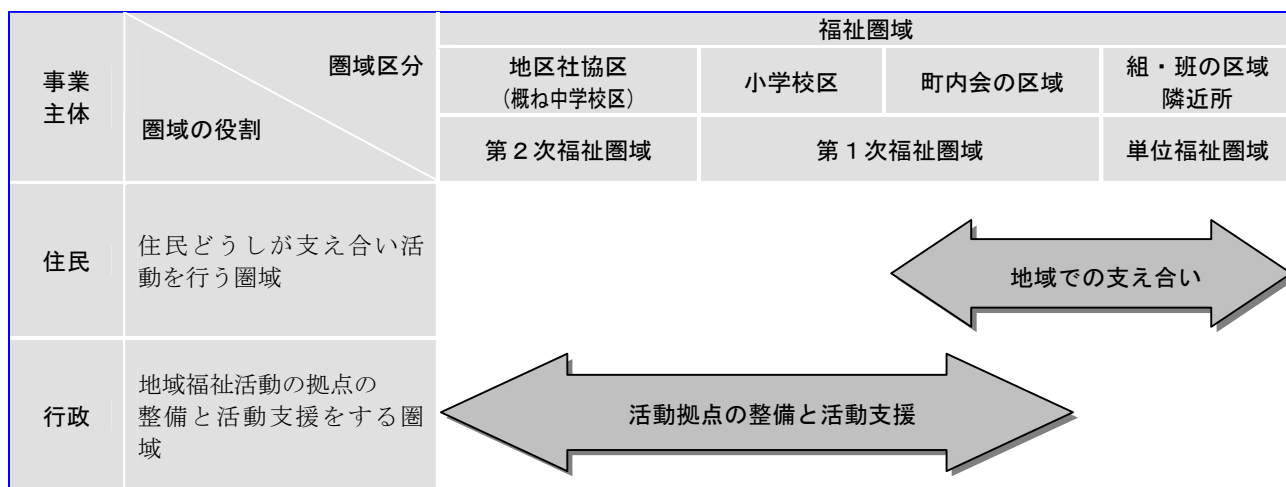 福祉圏域
事業
主体
圏域区分
圏域の役割
地区社協区
(概ね中学校区)
小学校区
町内会の区域
組・班の区域
隣近所
第2次福祉圏域
第1次福祉圏域
単位福祉圏域
住民
住民どうしが支え合い活
動を行う圏域
地域での支え合い
行政
地域福祉活動の拠点の
整備と活動支援をする圏
域
活動拠点の整備と活動支援